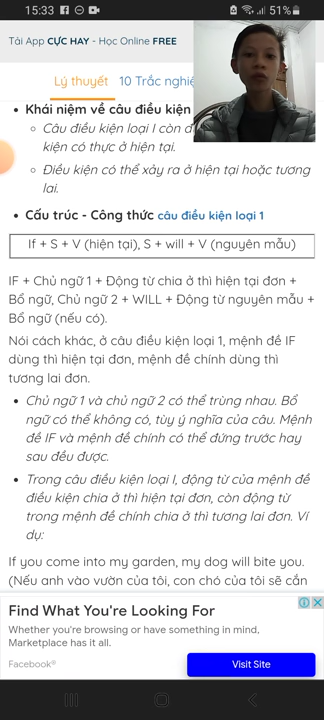 15:33
51%
Tải App CỰC HAY - Học Online FREE
Lý thuyết 10 Trắc nghiệ
Khái niệm về câu điều kiện
Câu điều kiện loại I còn đ
kiện có thực ở hiện tại.
Điều kiện có thể xảy ra ở hiện tại hoặc tương
lai.
Cấu trúc - Công thức câu điều kiện loại 1
If + S + V (hiện tại), S + will + V (nguyên mẫu)
IF + Chủ ngữ 1 + Động từ chia ở thì hiện tại đơn +
Bổ ngữ, Chủ ngữ 2 + WILL + Động từ nguyên mẫu +
Bổ ngữ (nếu có).
Nói cách khác, ở câu điều kiện loại 1, mệnh đề IF
dùng thì hiện tại đơn, mệnh đề chính dùng thì
tương lai đơn.
Chủ ngữ 1 và chủ ngữ 2 có thể trùng nhau. Bổ
ngữ có thể không có, tùy ý nghĩa của câu. Mệnh
đề IF và mệnh đề chính có thể đứng trước hay
sau đều được.
Trong câu điều kiện loại I, động từ của mệnh đề
điều kiện chia ở thì hiện tại đơn, còn động từ
trong mệnh đề chính chia ở thì tương lai đơn. Ví
dụ:
If you come into my garden, my dog will bite you.
(Nếu anh vào vườn của tôi, con chó của tôi sẽ cắn
Find What You're Looking For
Whether you're browsing or have something in mind,
Marketplace has it all.
Facebook®
Visit Site